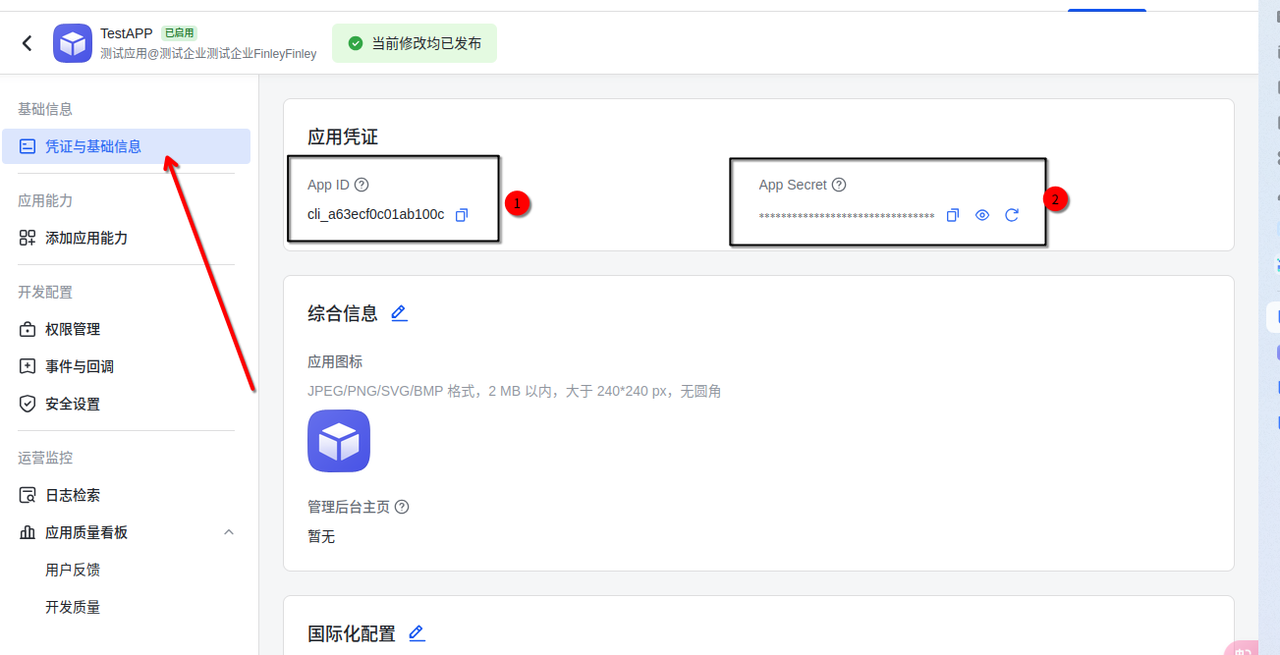 TestAPP 已启用
测试应用@测试企业测试企业FinleyFinley
当前修改均已发布
基础信息
凭证与基础信息
应用能力
添加应用能力
开发配置
权限管理
事件与回调
安全设置
运营监控
日志检索
应用质量看板
用户反馈
开发质量
应用凭证
App ID
cli_a63ecf0c01ab100c
1
App Secret
********************************
2
综合信息
应用图标
JPEG/PNG/SVG/BMP 格式，2 MB 以内，大于 240*240 px，无圆角
管理后台主页
暂无
国际化配置